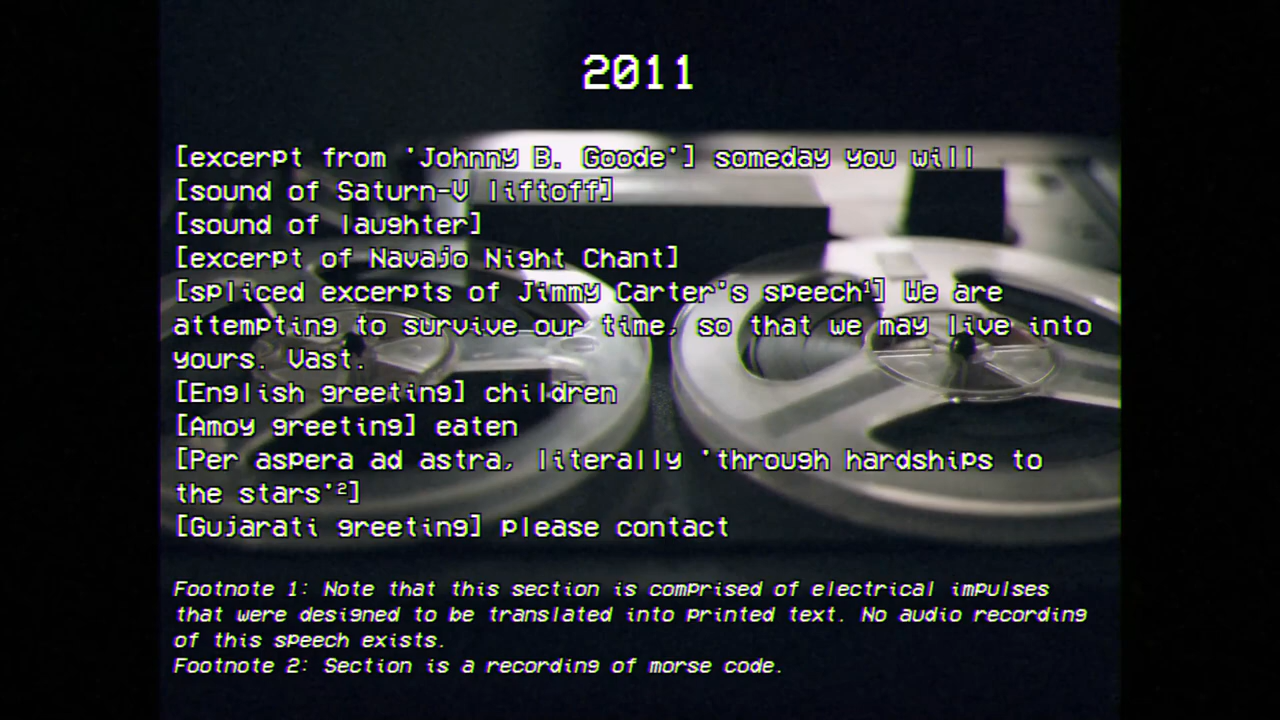 2011
[excerpt from 'Johnny B. Goode'] someday you will
[sound of Saturn-V liftoff]
[sound of laughter]
[excerpt of Navajo Night Chant]
[spliced excerpts of Jimmy Carter's speech¹] We are
attempting to survive our time, so that we may live into
yours. Vast.
[English greeting] children
[Amoy greeting] eaten
[Per aspera ad astra, literally 'through hardships to
the stars'²]
[Gujarati greeting] please contact
Footnote 1: Note that this section is comprised of electrical impulses
that were designed to be translated into printed text. No audio recording
of this speech exists.
Footnote 2: Section is a recording of morse code.